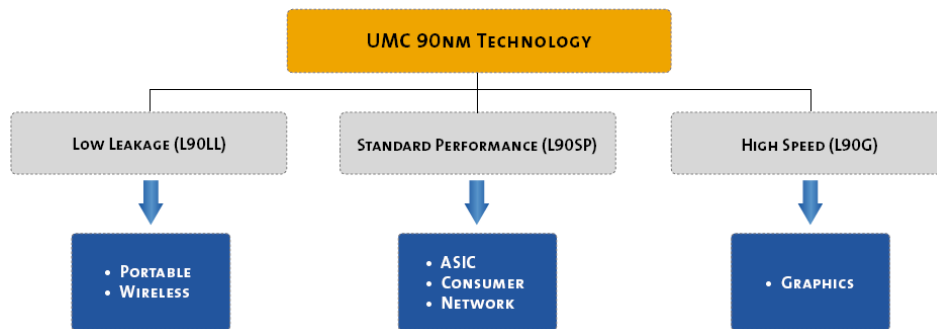 UMC 90nm Technology
Low Leakage (L90LL)
Standard Performance (L90SP)
High Speed (L90G)
• Portable
• Wireless
• ASIC
• Consumer
• Network
• Graphics